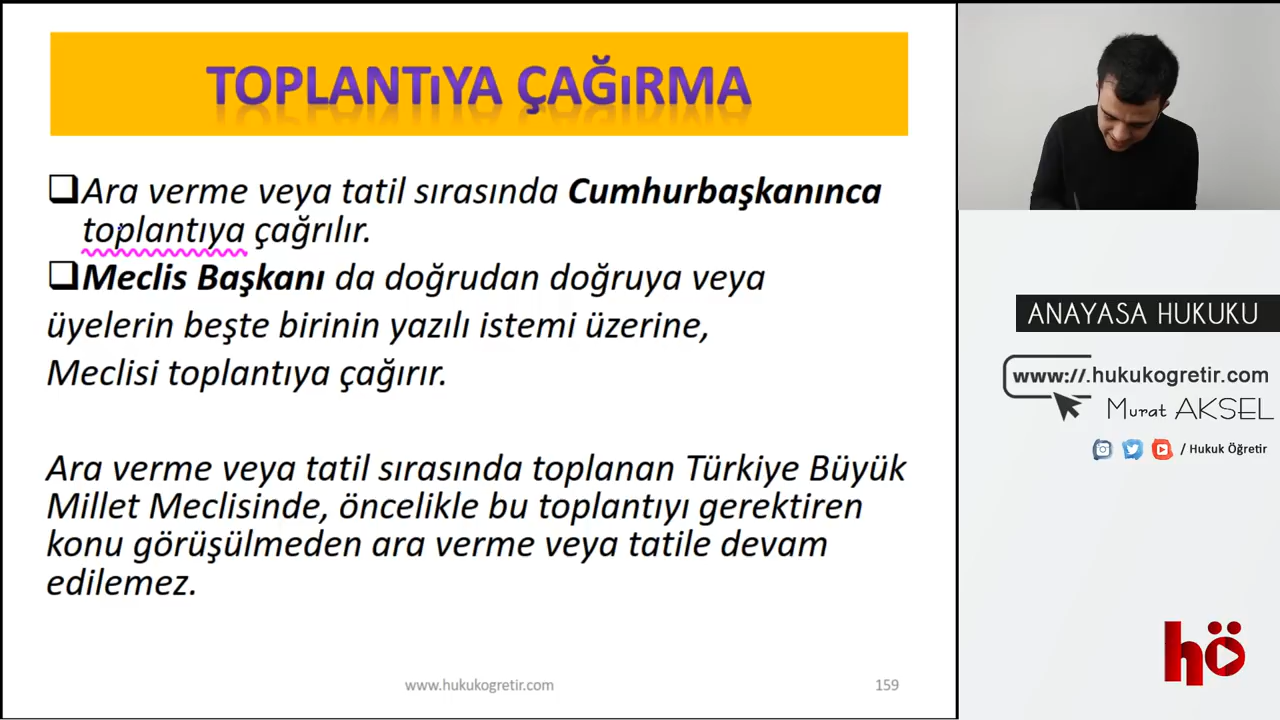 TOPLANTıYA ÇAĞıRMA
❑Ara verme veya tatil sırasında Cumhurbaşkanınca
toplantıya çağrılır.
❑Meclis Başkanı da doğrudan doğruya veya
üyelerin beşte birinin yazılı istemi üzerine,
Meclisi toplantıya çağırır.
Ara verme veya tatil sırasında toplanan Türkiye Büyük
Millet Meclisinde, öncelikle bu toplantıyı gerektiren
konu görüşülmeden ara verme veya tatile devam
edilemez.
www.hukukogretir.com
159
ANAYASA HUKUKU
www://.hukukogretir.com
Murat AKSEL
/ Hukuk Öğretir
hö